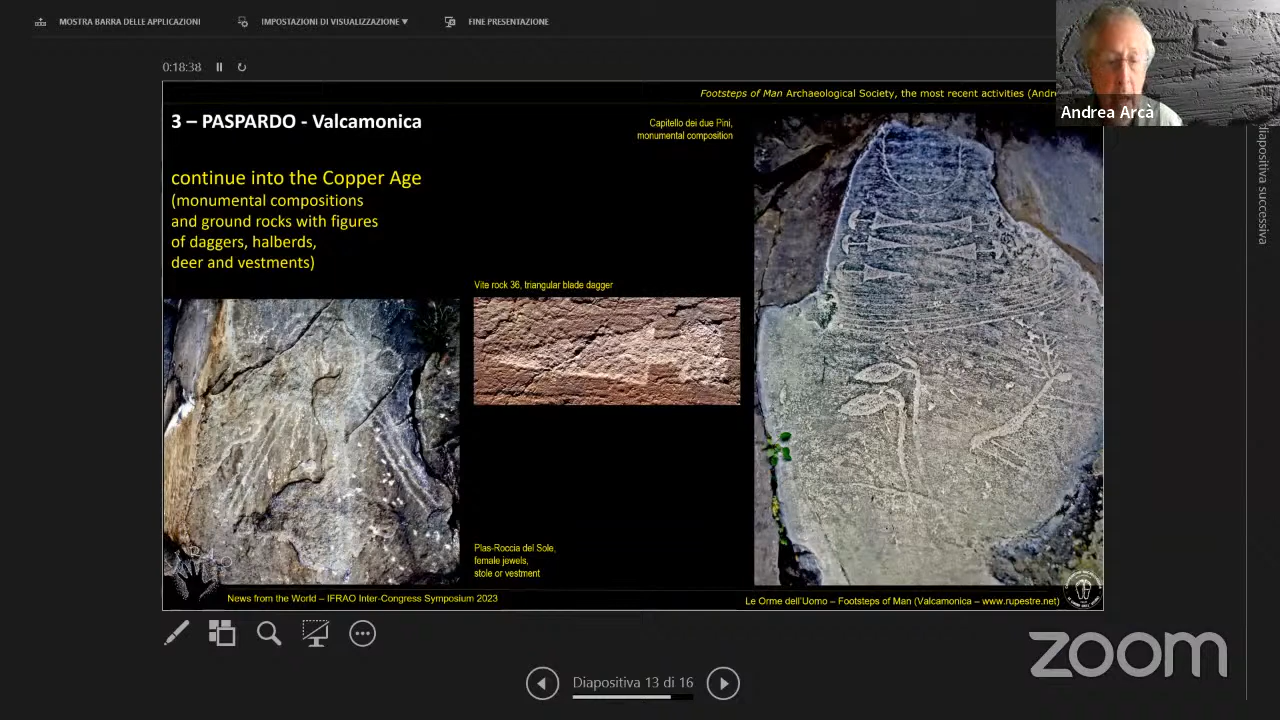 MOSTRA BARRA DELLE APPLICAZIONI
IMPOSTAZIONI DI VISUALIZZAZIONE ▼
FINE PRESENTAZIONE
0:18:38
Footsteps of Man Archaeological Society, the most recent activities (Andre
Andrea Arcà
diapositiva successiva
3 – PASPARDO - Valcamonica
Capitello dei due Pini,
monumental composition
continue into the Copper Age
(monumental compositions
and ground rocks with figures
of daggers, halberds,
deer and vestments)
Vite rock 36, triangular blade dagger
Plas-Roccia del Sole,
female jewels,
stole or vestment
News from the World – IFRAO Inter-Congress Symposium 2023
Le Orme dell'Uomo – Footsteps of Man (Valcamonica – www.rupestre.net)
zoom
Diapositiva 13 di 16